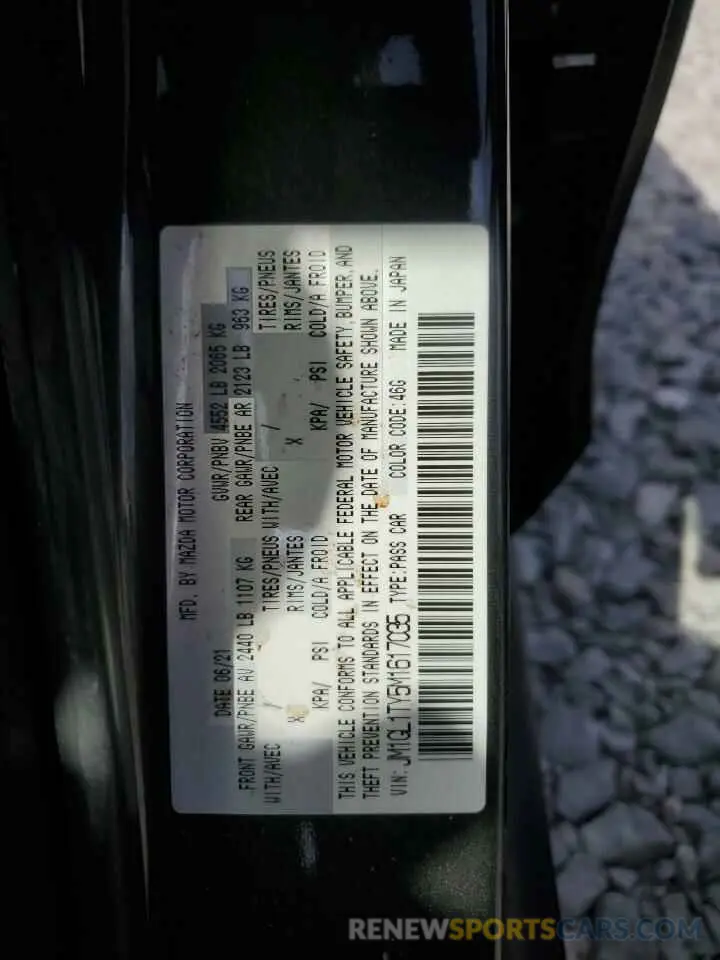 MFD. BY MAZDA MOTOR CORPORATION
DATE 06/21 GVWR/PNBV 4552 LB 2065 KG
FRONT GAWR/PNBE AV 2440 LB 1107 KG REAR GAWR/PNBE AR 2123 LB 963 KG
WITH/AVEC TIRES/PNEUS WITH/AVEC / TIRES/PNEUS
X RIMS/JANTES X RIMS/JANTES
KPA/ PSI COLD/A FROID KPA/ PSI COLD/A FROID
THIS VEHICLE CONFORMS TO ALL APPLICABLE FEDERAL MOTOR VEHICLE SAFETY, BUMPER, AND
THEFT PREVENTION STANDARDS IN EFFECT ON THE DATE OF MANUFACTURE SHOWN ABOVE.
VIN: JM1GL1TY5M1617035 TYPE:PASS CAR COLOR CODE:46G MADE IN JAPAN
RENEWSPORTSCARS.COM